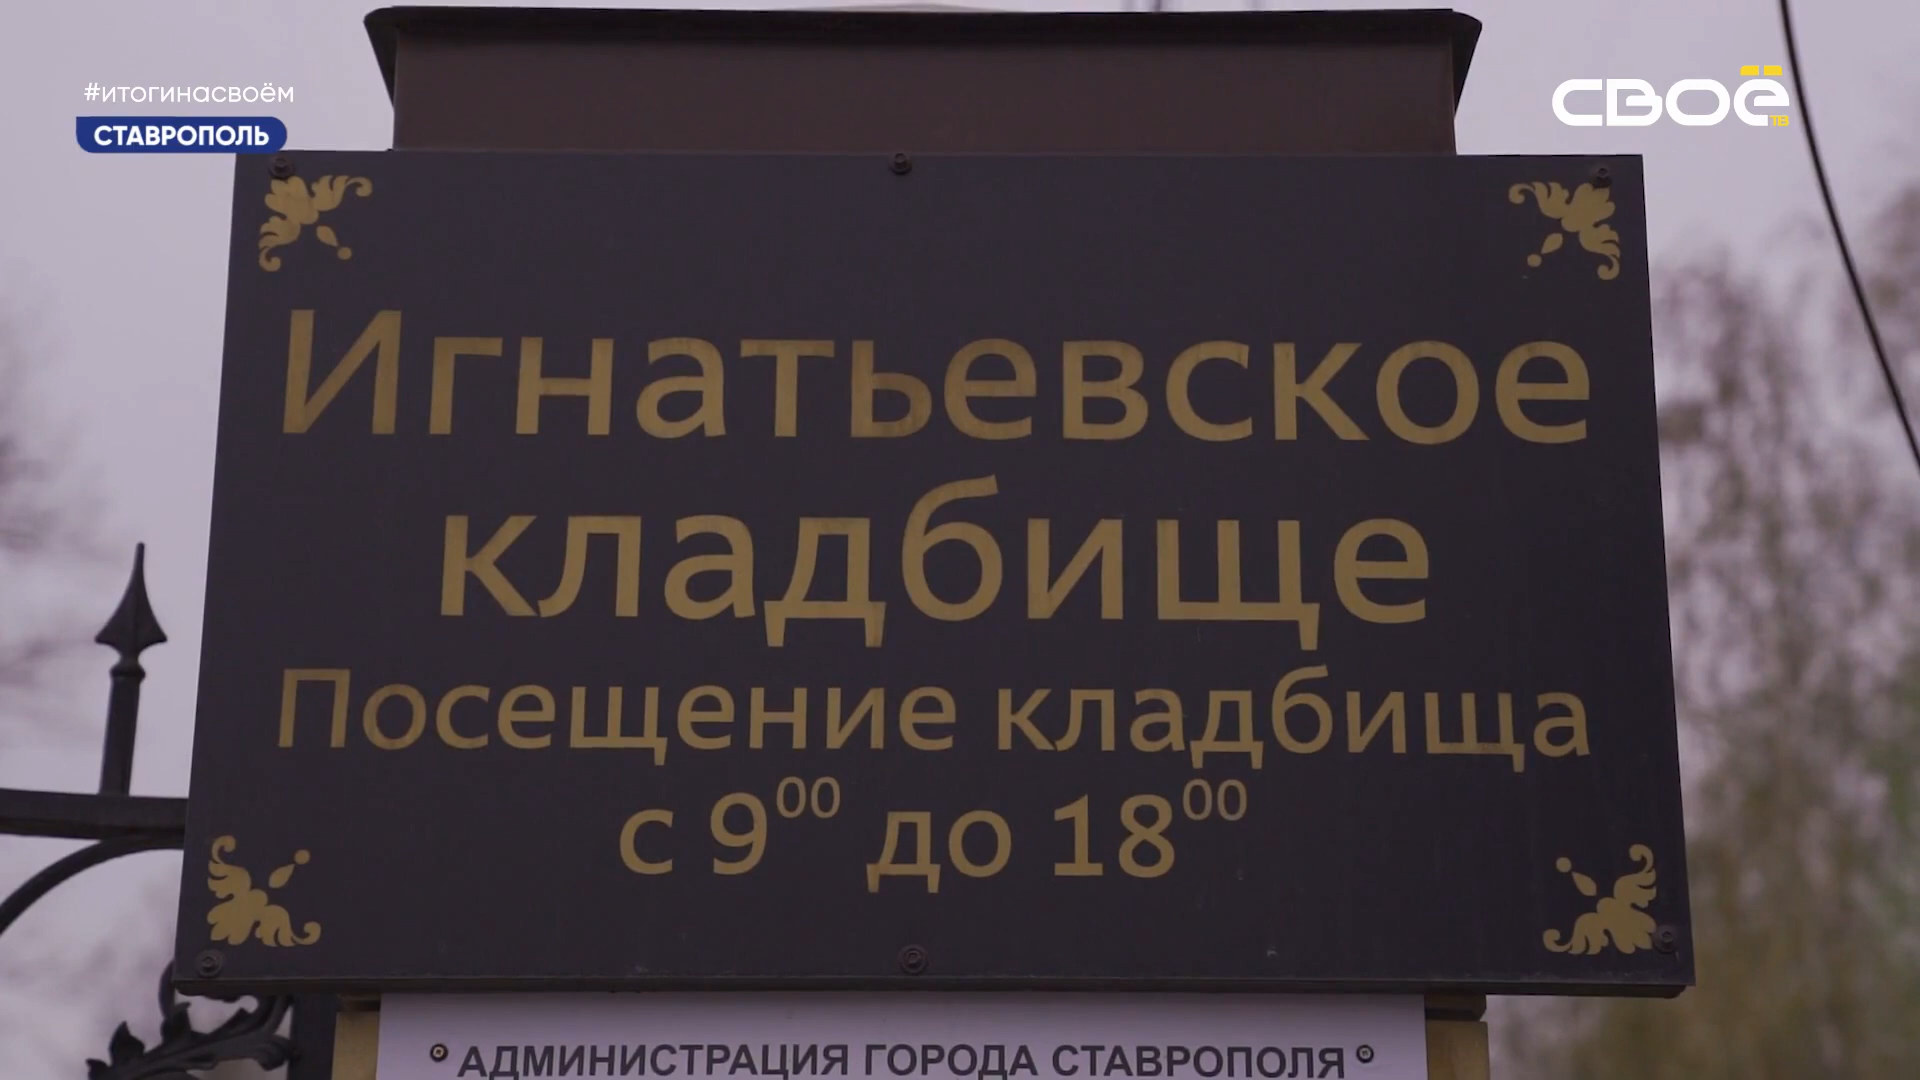 #итогинасвоём
СТАВРОПОЛЬ
СВОЁ
ТВ
Игнатьевское
кладбище
Посещение кладбища
с 9⁰⁰ до 18⁰⁰
АДМИНИСТРАЦИЯ ГОРОДА СТАВРОПОЛЯ